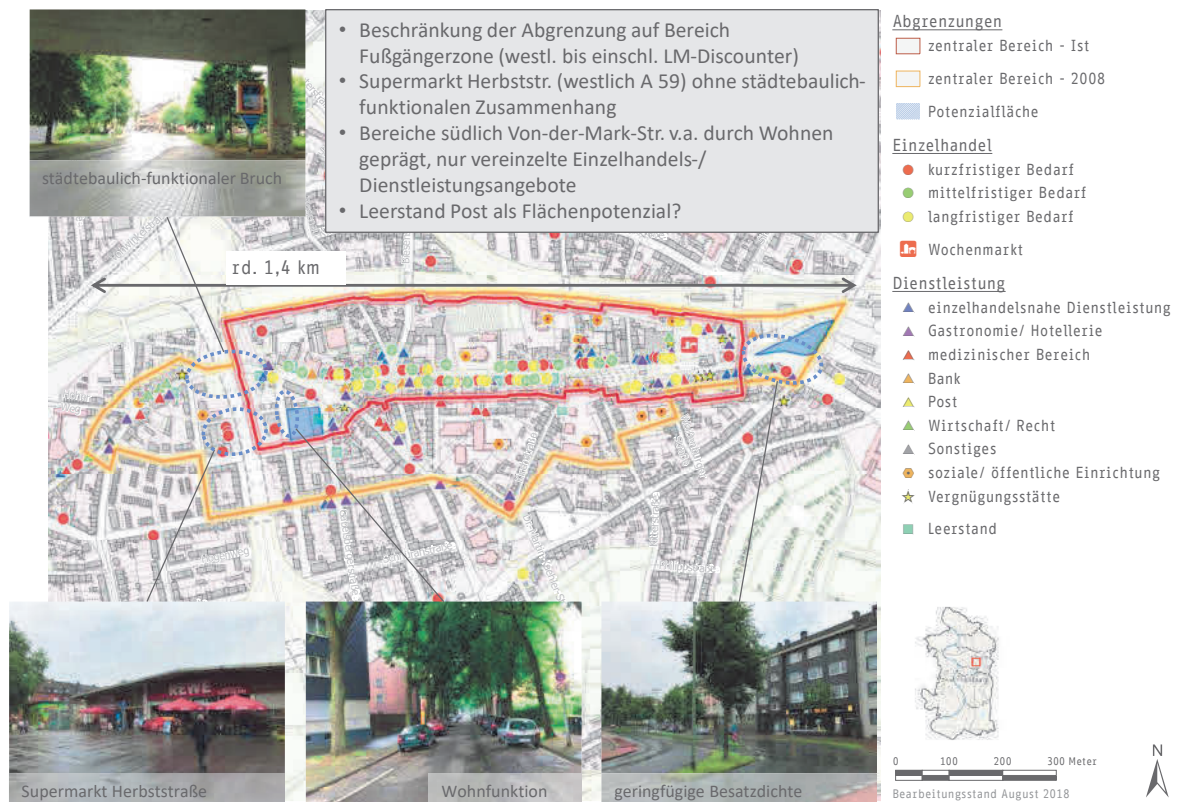 • Beschränkung der Abgrenzung auf Bereich
Fußgängerzone (westl. bis einschl. LM-Discounter)
• Supermarkt Herbststr. (westlich A 59) ohne städtebaulich-
funktionalen Zusammenhang
• Bereiche südlich Von-der-Mark-Str. v.a. durch Wohnen
geprägt, nur vereinzelte Einzelhandels-/
Dienstleistungsangebote
• Leerstand Post als Flächenpotenzial?
städtebaulich-funktionaler Bruch
rd. 1,4 km
REWE
Supermarkt Herbststraße
Wohnfunktion
geringfügige Besatzdichte
Abgrenzungen
zentraler Bereich - Ist
zentraler Bereich - 2008
Potenzialfläche
Einzelhandel
kurzfristiger Bedarf
mittelfristiger Bedarf
langfristiger Bedarf
Wochenmarkt
Dienstleistung
einzelhandelsnahe Dienstleistung
Gastronomie/ Hotellerie
medizinischer Bereich
Bank
Post
Wirtschaft/ Recht
Sonstiges
soziale/ öffentliche Einrichtung
Vergnügungsstätte
Leerstand
0 100 200 300 Meter
Bearbeitungsstand August 2018
N